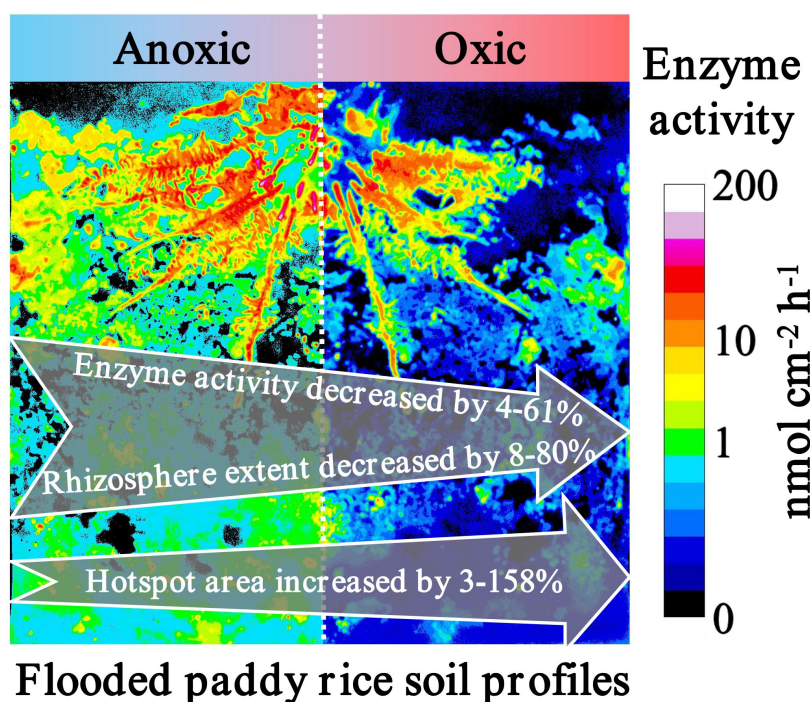 Anoxic
Oxic
Enzyme
activity
200
10
1
0
nmol cm⁻² h⁻¹
Enzyme activity decreased by 4-61%
Rhizosphere extent decreased by 8-80%
Hotspot area increased by 3-158%
Flooded paddy rice soil profiles